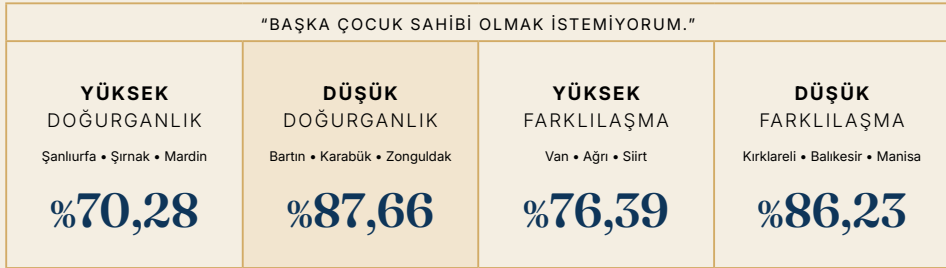 “BAŞKA ÇOCUK SAHİBİ OLMAK İSTEMİYORUM.”
YÜKSEK
DOĞURGANLIK
Şanlıurfa • Şırnak • Mardin
%70,28
DÜŞÜK
DOĞURGANLIK
Bartın • Karabük • Zonguldak
%87,66
YÜKSEK
FARKLILAŞMA
Van • Ağrı • Siirt
%76,39
DÜŞÜK
FARKLILAŞMA
Kırklareli • Balıkesir • Manisa
%86,23